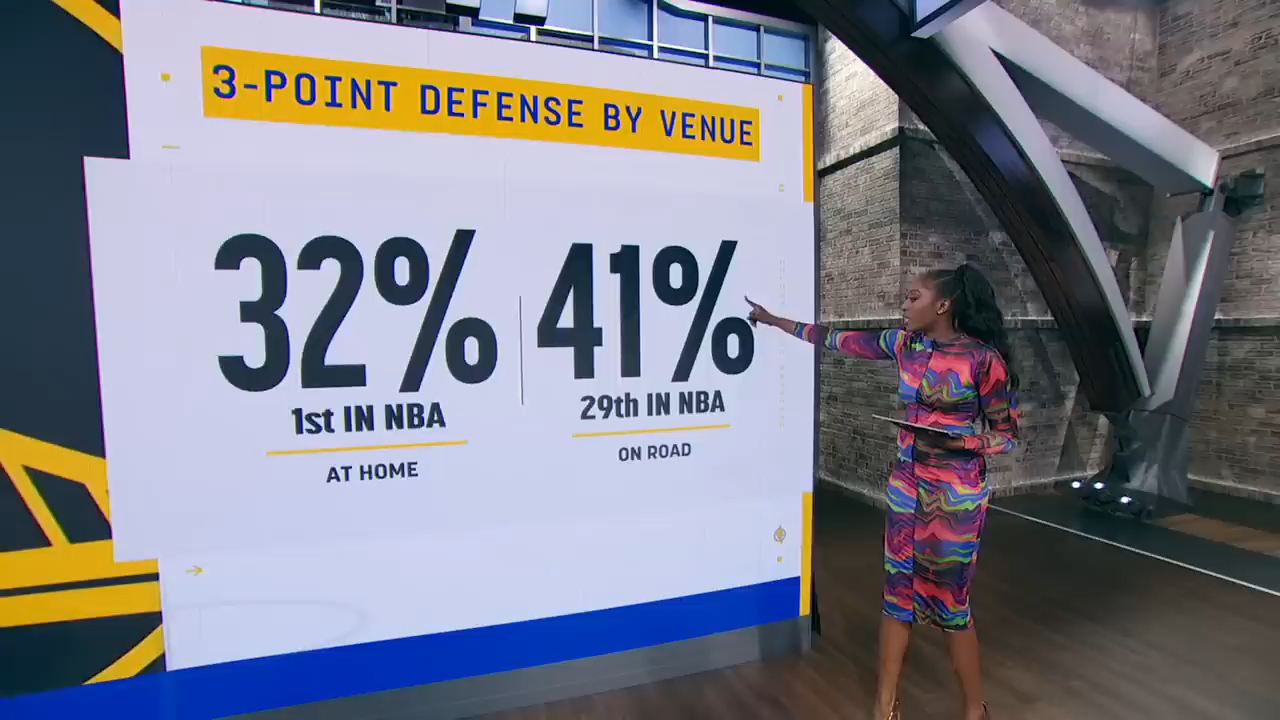 3-POINT DEFENSE BY VENUE
32%
1st IN NBA
AT HOME
41%
29th IN NBA
ON ROAD